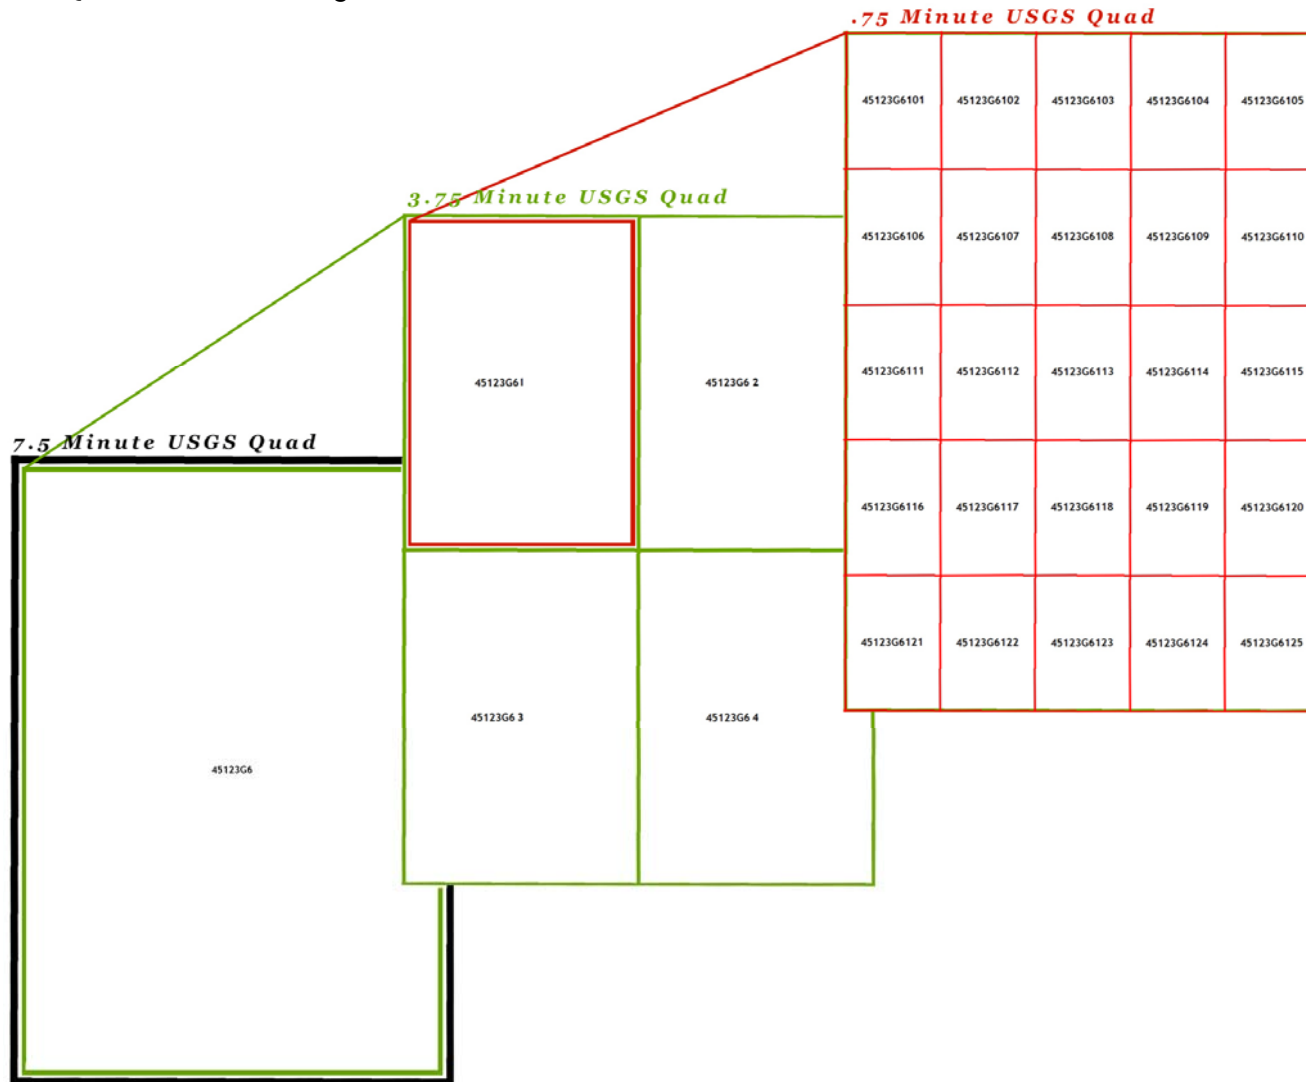 .75 Minute USGS Quad
45123G6101 45123G6102 45123G6103 45123G6104 45123G6105
3.75 Minute USGS Quad
45123G6106 45123G6107 45123G6108 45123G6109 45123G6110
45123G6111 45123G6112 45123G6113 45123G6114 45123G6115
45123G61 45123G6 2
7.5 Minute USGS Quad
45123G6116 45123G6117 45123G6118 45123G6119 45123G6120
45123G6121 45123G6122 45123G6123 45123G6124 45123G6125
45123G6 3 45123G6 4
45123G6